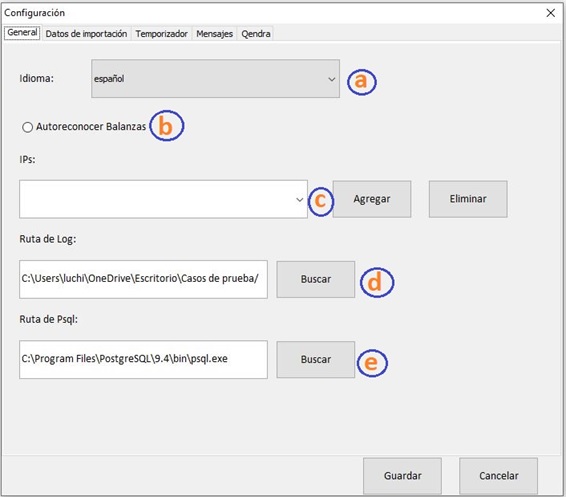 Configuración
General Datos de importación Temporizador Mensajes Qendra
Idioma: español a
Autoreconocer Balanzas b
IPs:
c Agregar Eliminar
Ruta de Log:
C:\Users\luchi\OneDrive\Escritorio\Casos de prueba/ Buscar d
Ruta de Psql:
C:\Program Files\PostgreSQL\9.4\bin\psql.exe Buscar e
Guardar Cancelar